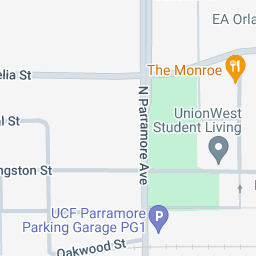 EA Orla
The Monroe
elia St
N Parramore Ave
UnionWest
Student Living
al St
ngston St
UCF Parramore
Parking Garage PG1
P
Oakwood St